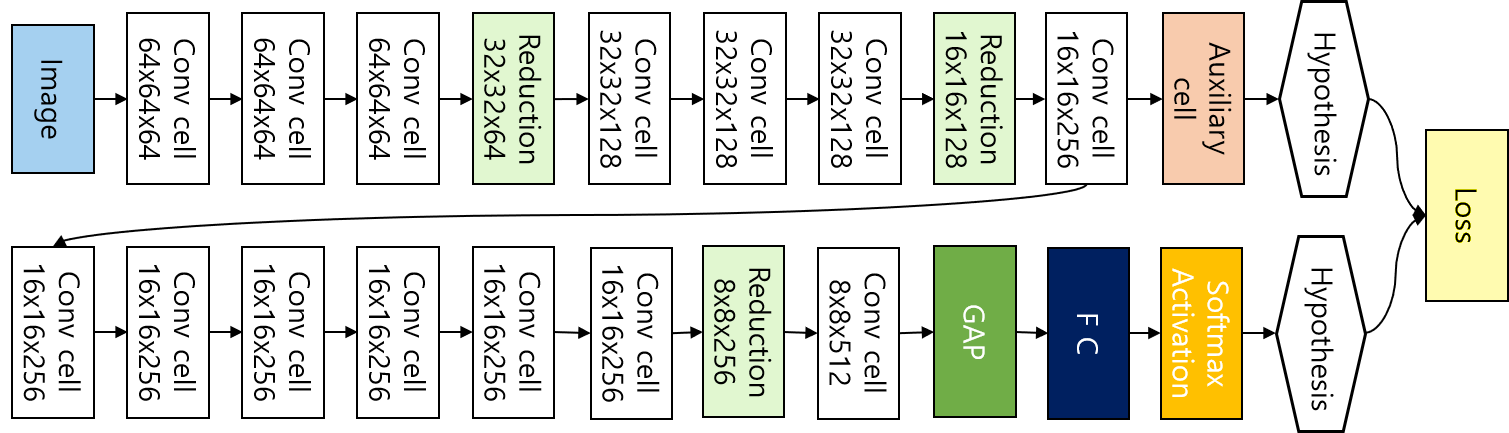 Image
Conv cell
64x64x64
Conv cell
64x64x64
Conv cell
64x64x64
Reduction
32x32x64
Conv cell
32x32x128
Conv cell
32x32x128
Conv cell
32x32x128
Reduction
16x16x128
Conv cell
16x16x256
Auxiliary
cell
Hypothesis
Loss
Conv cell
16x16x256
Conv cell
16x16x256
Conv cell
16x16x256
Conv cell
16x16x256
Conv cell
16x16x256
Conv cell
16x16x256
Reduction
8x8x256
Conv cell
8x8x512
GAP
F C
Softmax
Activation
Hypothesis